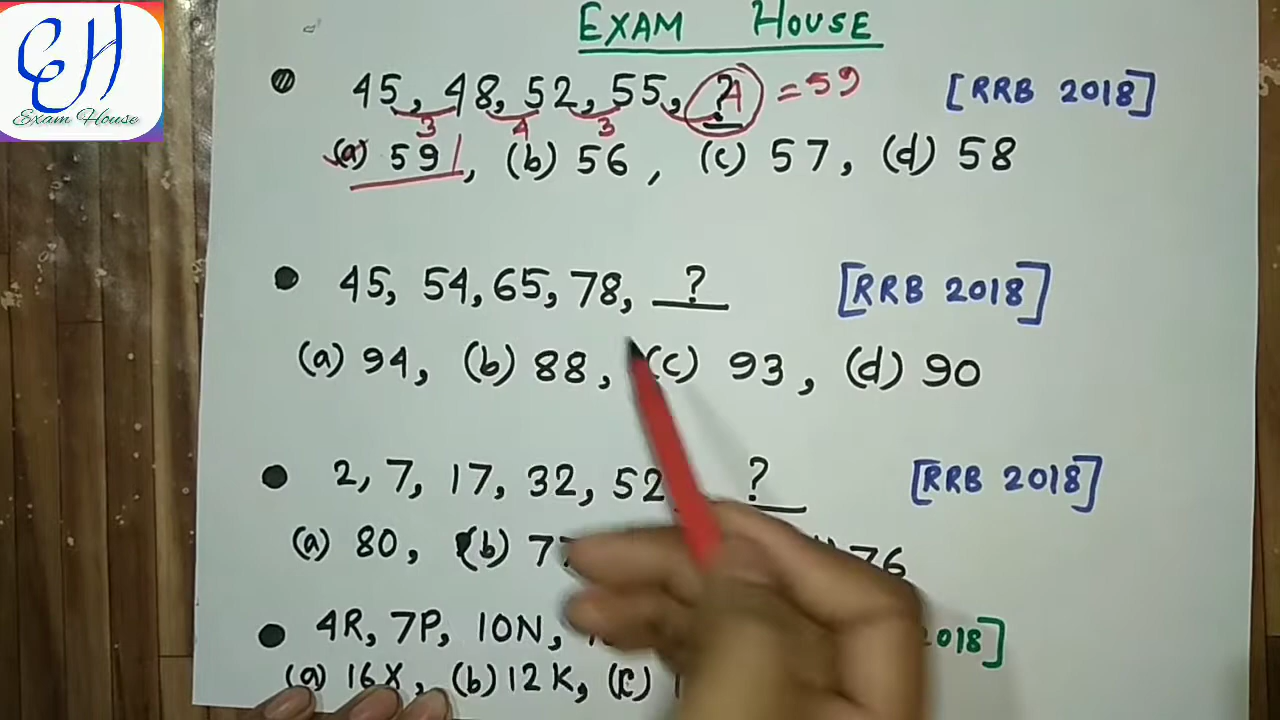 EXAM HOUSE
EH
Exam House
45, 48, 52, 55, ? 4 = 59 [RRB 2018]
3 4 3
(a) 59, (b) 56, (c) 57, (d) 58
45, 54, 65, 78, ? [RRB 2018]
(a) 94, (b) 88, (c) 93, (d) 90
2, 7, 17, 32, 52, ? [RRB 2018]
(a) 80, (b) 77 76
4R, 7P, 10N, 2018]
(a) 16X, (b) 12K, (c)